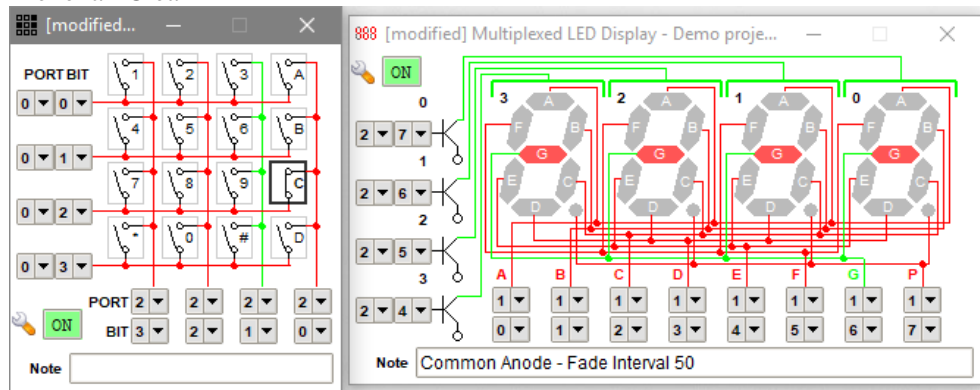 [modified...
PORT BIT
1 2 3 A
0 0
4 5 6 B
0 1
7 8 9 C
0 2
* 0 # D
0 3
PORT 2 2 2 2
ON BIT 3 2 1 0
Note
888 [modified] Multiplexed LED Display - Demo proje...
ON
0
2 7
1
2 6
2
2 5
3
2 4
3 2 1 0
A A A A
F B F B F B F B
G G G G
E C E C E C E C
D D D D
A B C D E F G P
1 1 1 1 1 1 1 1
0 1 2 3 4 5 6 7
Note Common Anode - Fade Interval 50